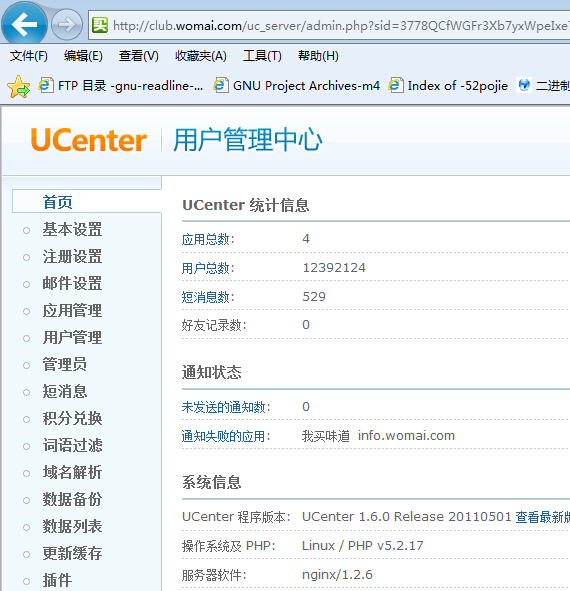 http://club.womai.com/uc_server/admin.php?sid=3778QCfWGFr3Xb7yxWpeIxe
文件(F) 编辑(E) 查看(V) 收藏夹(A) 工具(T) 帮助(H)
FTP 目录 -gnu-readline-... GNU Project Archives-m4 Index of -52pojie 二进制
UCenter 用户管理中心
首页
基本设置
注册设置
邮件设置
应用管理
用户管理
管理员
短消息
积分兑换
词语过滤
域名解析
数据备份
数据列表
更新缓存
插件
UCenter 统计信息
应用总数: 4
用户总数: 12392124
短消息数: 529
好友记录数: 0
通知状态
未发送的通知数: 0
通知失败的应用: 我买味道 info.womai.com
系统信息
UCenter 程序版本: UCenter 1.6.0 Release 20110501 查看最新版
操作系统及 PHP: Linux / PHP v5.2.17
服务器软件: nginx/1.2.6